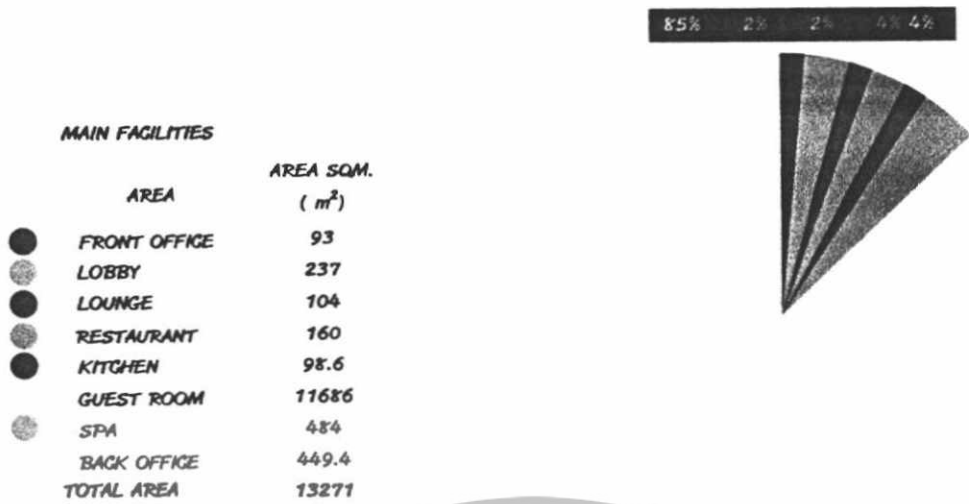 85% 2% 2% 4% 4%
MAIN FACILITIES
AREA SQM.
AREA (m²)
FRONT OFFICE 93
LOBBY 237
LOUNGE 104
RESTAURANT 160
KITCHEN 98.6
GUEST ROOM 11686
SPA 484
BACK OFFICE 449.4
TOTAL AREA 13271